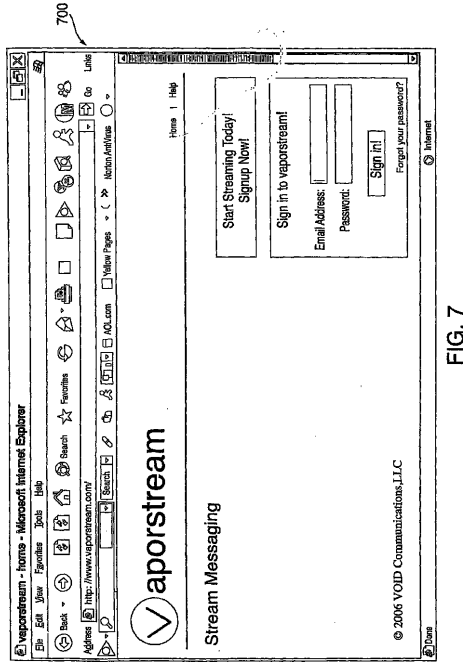 700
vaporstream - home - Microsoft Internet Explorer
File Edit View Favorites Tools Help
Back Search Favorites
Address http://www.vaporstream.com/ Go Links
Search AOL.com Yellow Pages Norton AntiVirus
Vaporstream
Home | Help
Stream Messaging
Start Streaming Today!
Signup Now!
Sign in to vaporstream!
Email Address:
Password:
Sign in!
Forgot your password?
© 2006 VOID Communications,LLC
Done Internet
FIG. 7